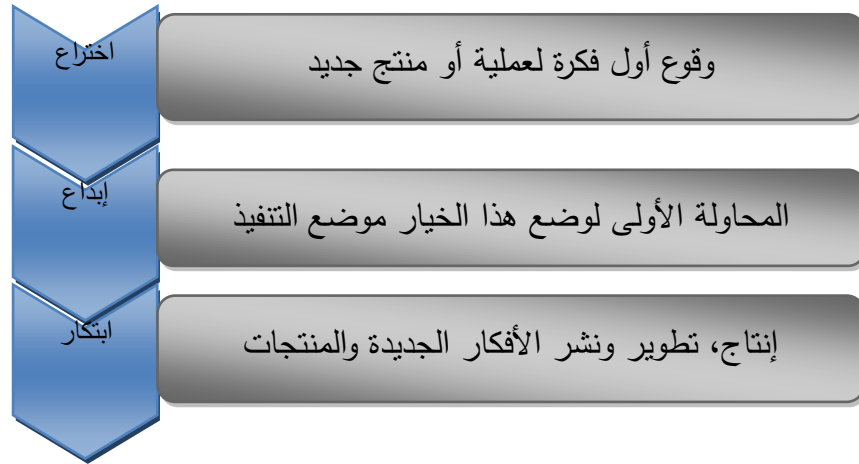 اختراع
وقوع أول فكرة لعملية أو منتج جديد
إبداع
المحاولة الأولى لوضع هذا الخيار موضع التنفيذ
ابتكار
إنتاج، تطوير ونشر الأفكار الجديدة والمنتجات